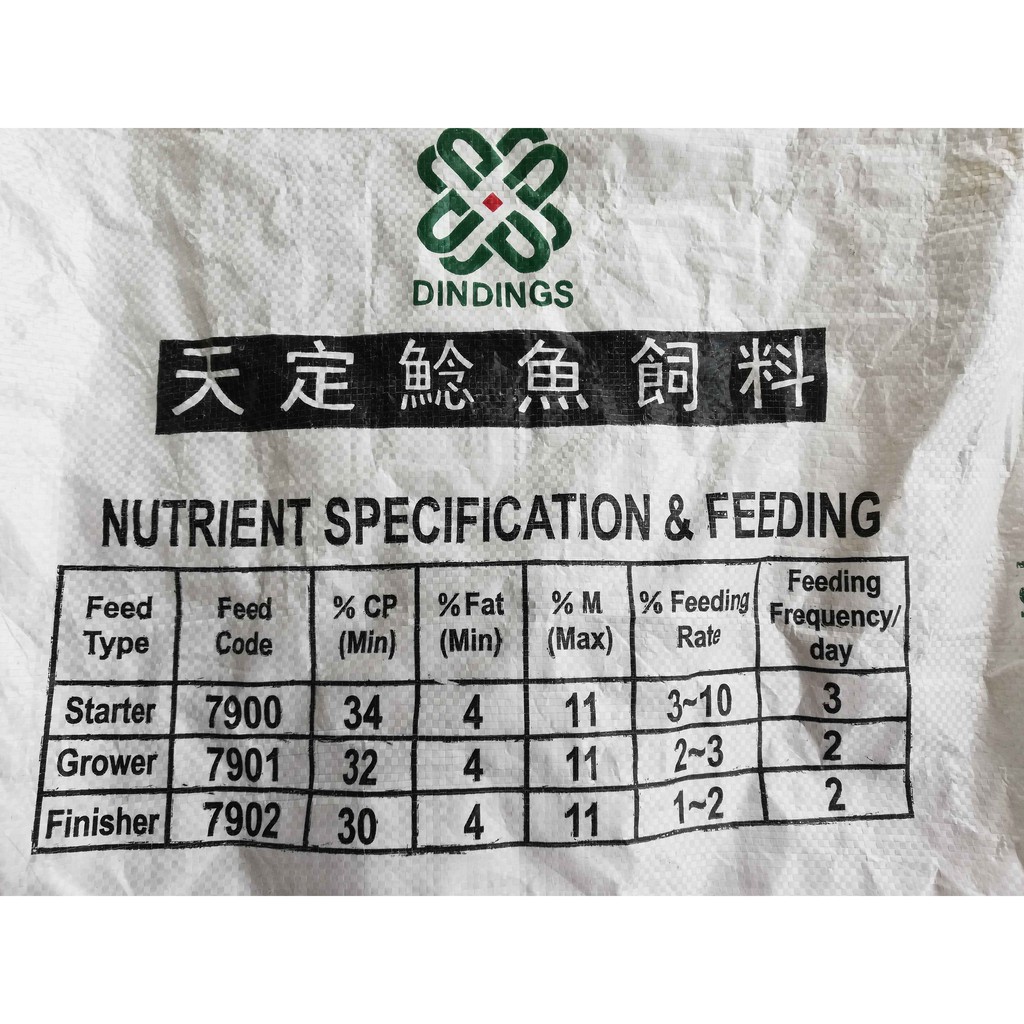 DINDINGS
天定鯰魚飼料
NUTRIENT SPECIFICATION & FEEDING
Feed Type Feed Code % CP (Min) % Fat (Min) % M (Max) % Feeding Rate Feeding Frequency/day
Starter 7900 34 4 11 3~10 3
Grower 7901 32 4 11 2~3 2
Finisher 7902 30 4 11 1~2 2